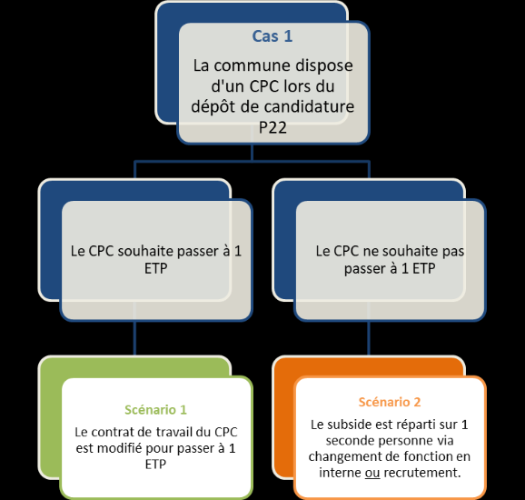 Cas 1
La commune dispose
d'un CPC lors du
dépôt de candidature
P22
Le CPC souhaite passer à 1
ETP
Le CPC ne souhaite pas
passer à 1 ETP
Scénario 1
Le contrat de travail du CPC
est modifié pour passer à 1
ETP
Scénario 2
Le subside est réparti sur 1
seconde personne via
changement de fonction en
interne ou recrutement.